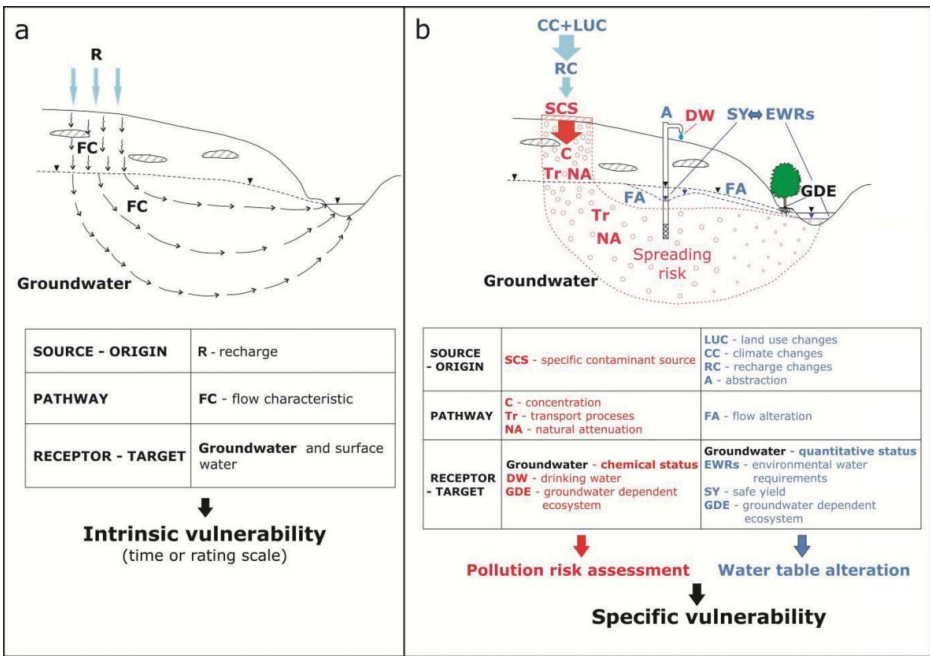 a
R
FC
FC
Groundwater
SOURCE - ORIGIN
R - recharge
PATHWAY
FC - flow characteristic
RECEPTOR - TARGET
Groundwater and surface
water
Intrinsic vulnerability
(time or rating scale)
b
CC+LUC
RC
SCS
A
DW
SY⇔EWRs
C
Tr NA
FA
FA
GDE
Tr
NA
Spreading
risk
Groundwater
SOURCE
- ORIGIN
SCS - specific contaminant source
LUC - land use changes
CC - climate changes
RC - recharge changes
A - abstraction
PATHWAY
C - concentration
Tr - transport proceses
NA - natural attenuation
FA - flow alteration
RECEPTOR
- TARGET
Groundwater - chemical status
DW - drinking water
GDE - groundwater dependent
ecosystem
Groundwater - quantitative status
EWRs - environmental water
requirements
SY - safe yield
GDE - groundwater dependent
ecosystem
Pollution risk assessment
Water table alteration
Specific vulnerability